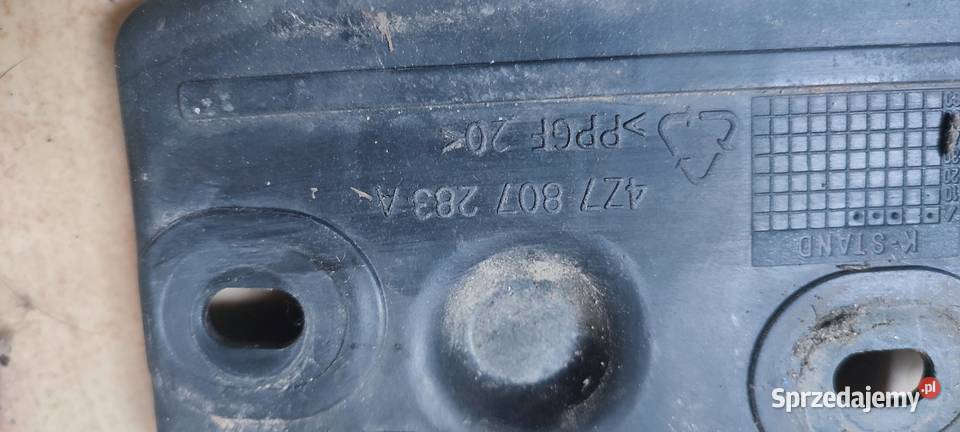 K-STAND
4Z7 807 283 A
>PPGF 20<
Sprzedajemy.pl